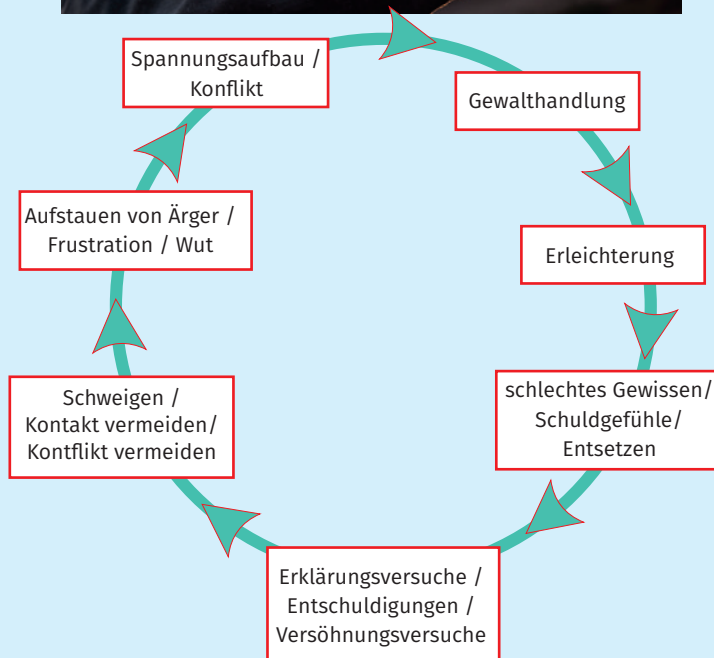 Spannungsaufbau /
Konflikt
Gewalthandlung
Erleichterung
schlechtes Gewissen/
Schuldgefühle/
Entsetzen
Erklärungsversuche /
Entschuldigungen /
Versöhnungsversuche
Schweigen /
Kontakt vermeiden/
Kontflikt vermeiden
Aufstauen von Ärger /
Frustration / Wut